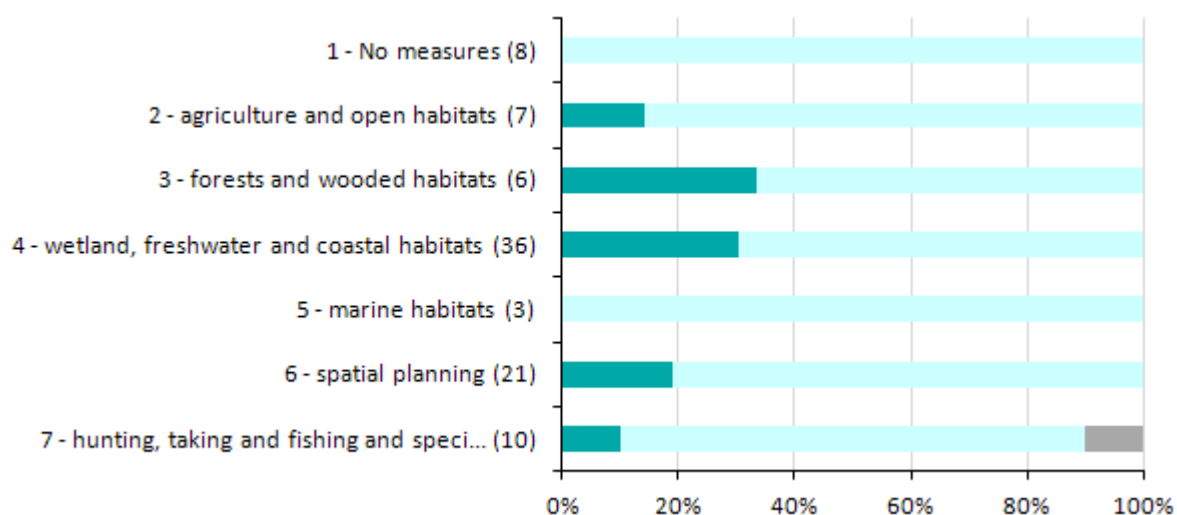 1 - No measures (8)
2 - agriculture and open habitats (7)
3 - forests and wooded habitats (6)
4 - wetland, freshwater and coastal habitats (36)
5 - marine habitats (3)
6 - spatial planning (21)
7 - hunting, taking and fishing and speci... (10)
0% 20% 40% 60% 80% 100%